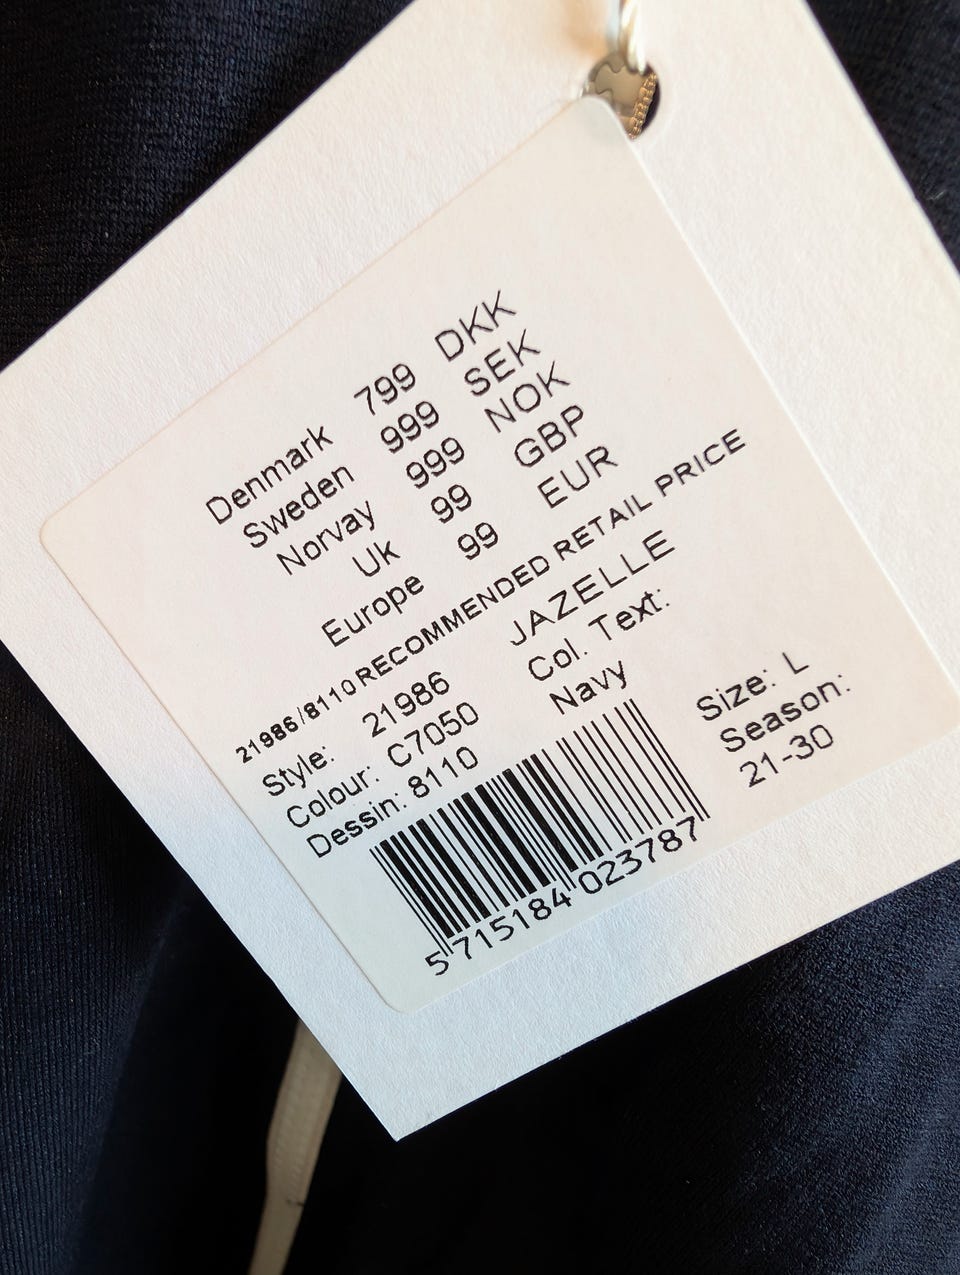 Denmark 799 DKK
Sweden 999 SEK
Norvay 999 NOK
Uk 99 GBP
Europe 99 EUR
21986/8110 RECOMMENDED RETAIL PRICE
Style: 21986 JAZELLE
Colour: C7050 Col. Text:
Dessin: 8110 Navy
Size: L
Season:
21-30
5 715184 023787